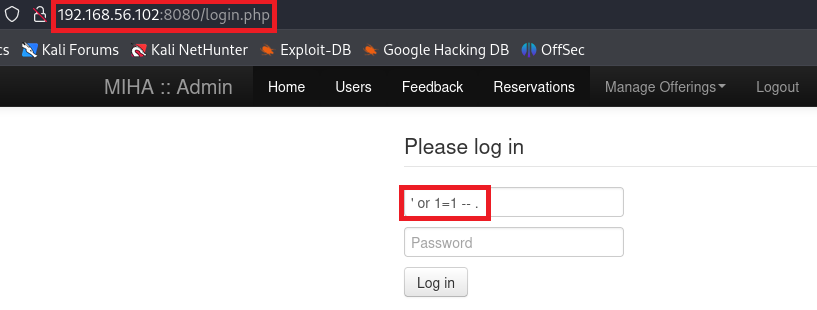 192.168.56.102:8080/login.php
cs Kali Forums Kali NetHunter Exploit-DB Google Hacking DB OffSec
MIHA :: Admin Home Users Feedback Reservations Manage Offerings Logout
Please log in
' or 1=1 -- .
Password
Log in